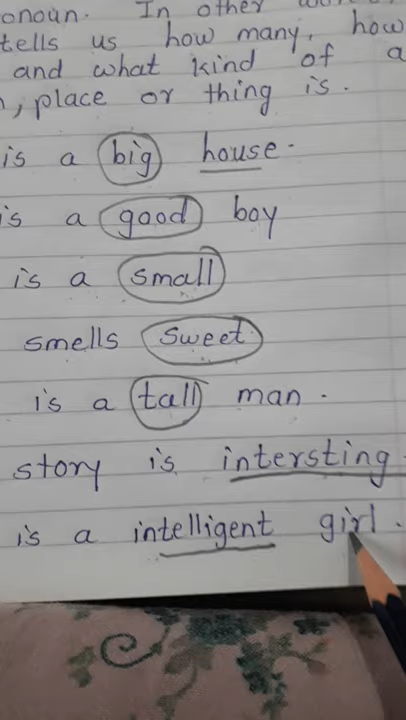 onoun. In other
tells us how many, how
and what kind of a
, place or thing is.
is a big house.
is a good boy
is a small
smells sweet
is a tall man.
story is intersting
is a intelligent girl.